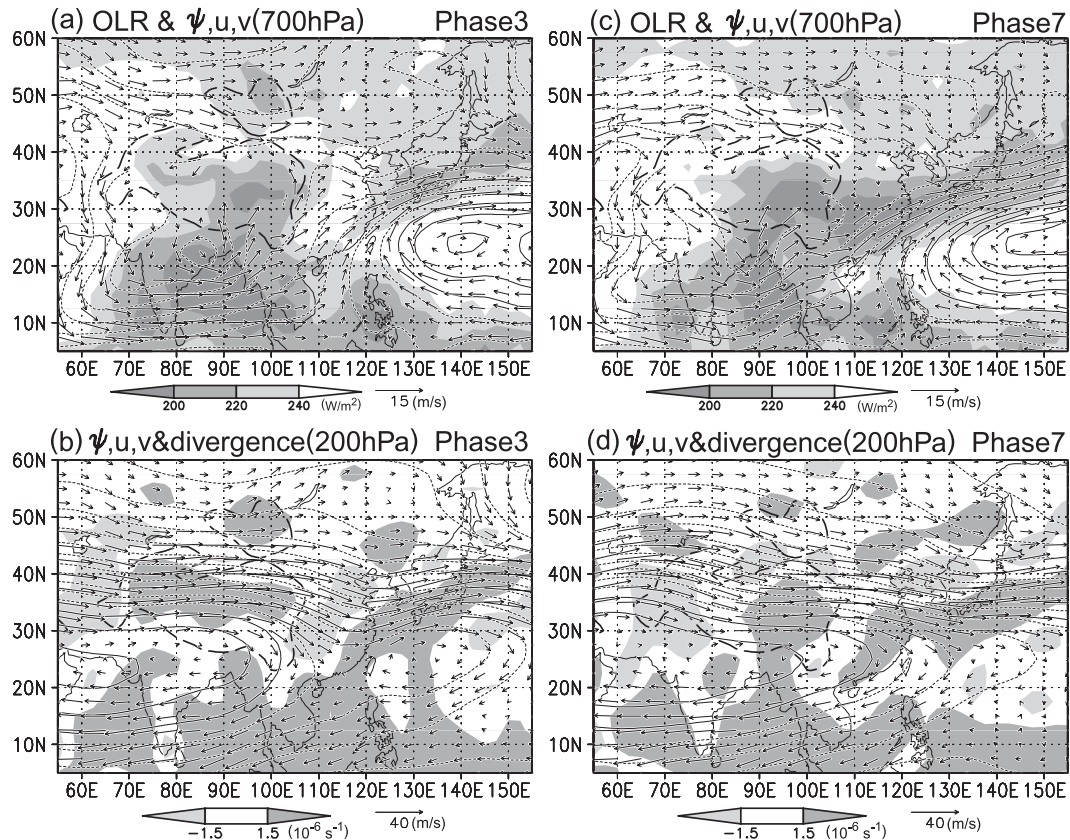 (a) OLR & ψ,u,v(700hPa) Phase3
60N
50N
40N
30N
20N
10N
60E 70E 80E 90E 100E 110E 120E 130E 140E 150E
200 220 240 (W/m²) 15 (m/s)
(c) OLR & ψ,u,v(700hPa) Phase7
60N
50N
40N
30N
20N
10N
60E 70E 80E 90E 100E 110E 120E 130E 140E 150E
200 220 240 (W/m²) 15 (m/s)
(b) ψ,u,v&divergence(200hPa) Phase3
60N
50N
40N
30N
20N
10N
60E 70E 80E 90E 100E 110E 120E 130E 140E 150E
−1.5 1.5 (10⁻⁶ s⁻¹) 40 (m/s)
(d) ψ,u,v&divergence(200hPa) Phase7
60N
50N
40N
30N
20N
10N
60E 70E 80E 90E 100E 110E 120E 130E 140E 150E
−1.5 1.5 (10⁻⁶ s⁻¹) 40 (m/s)